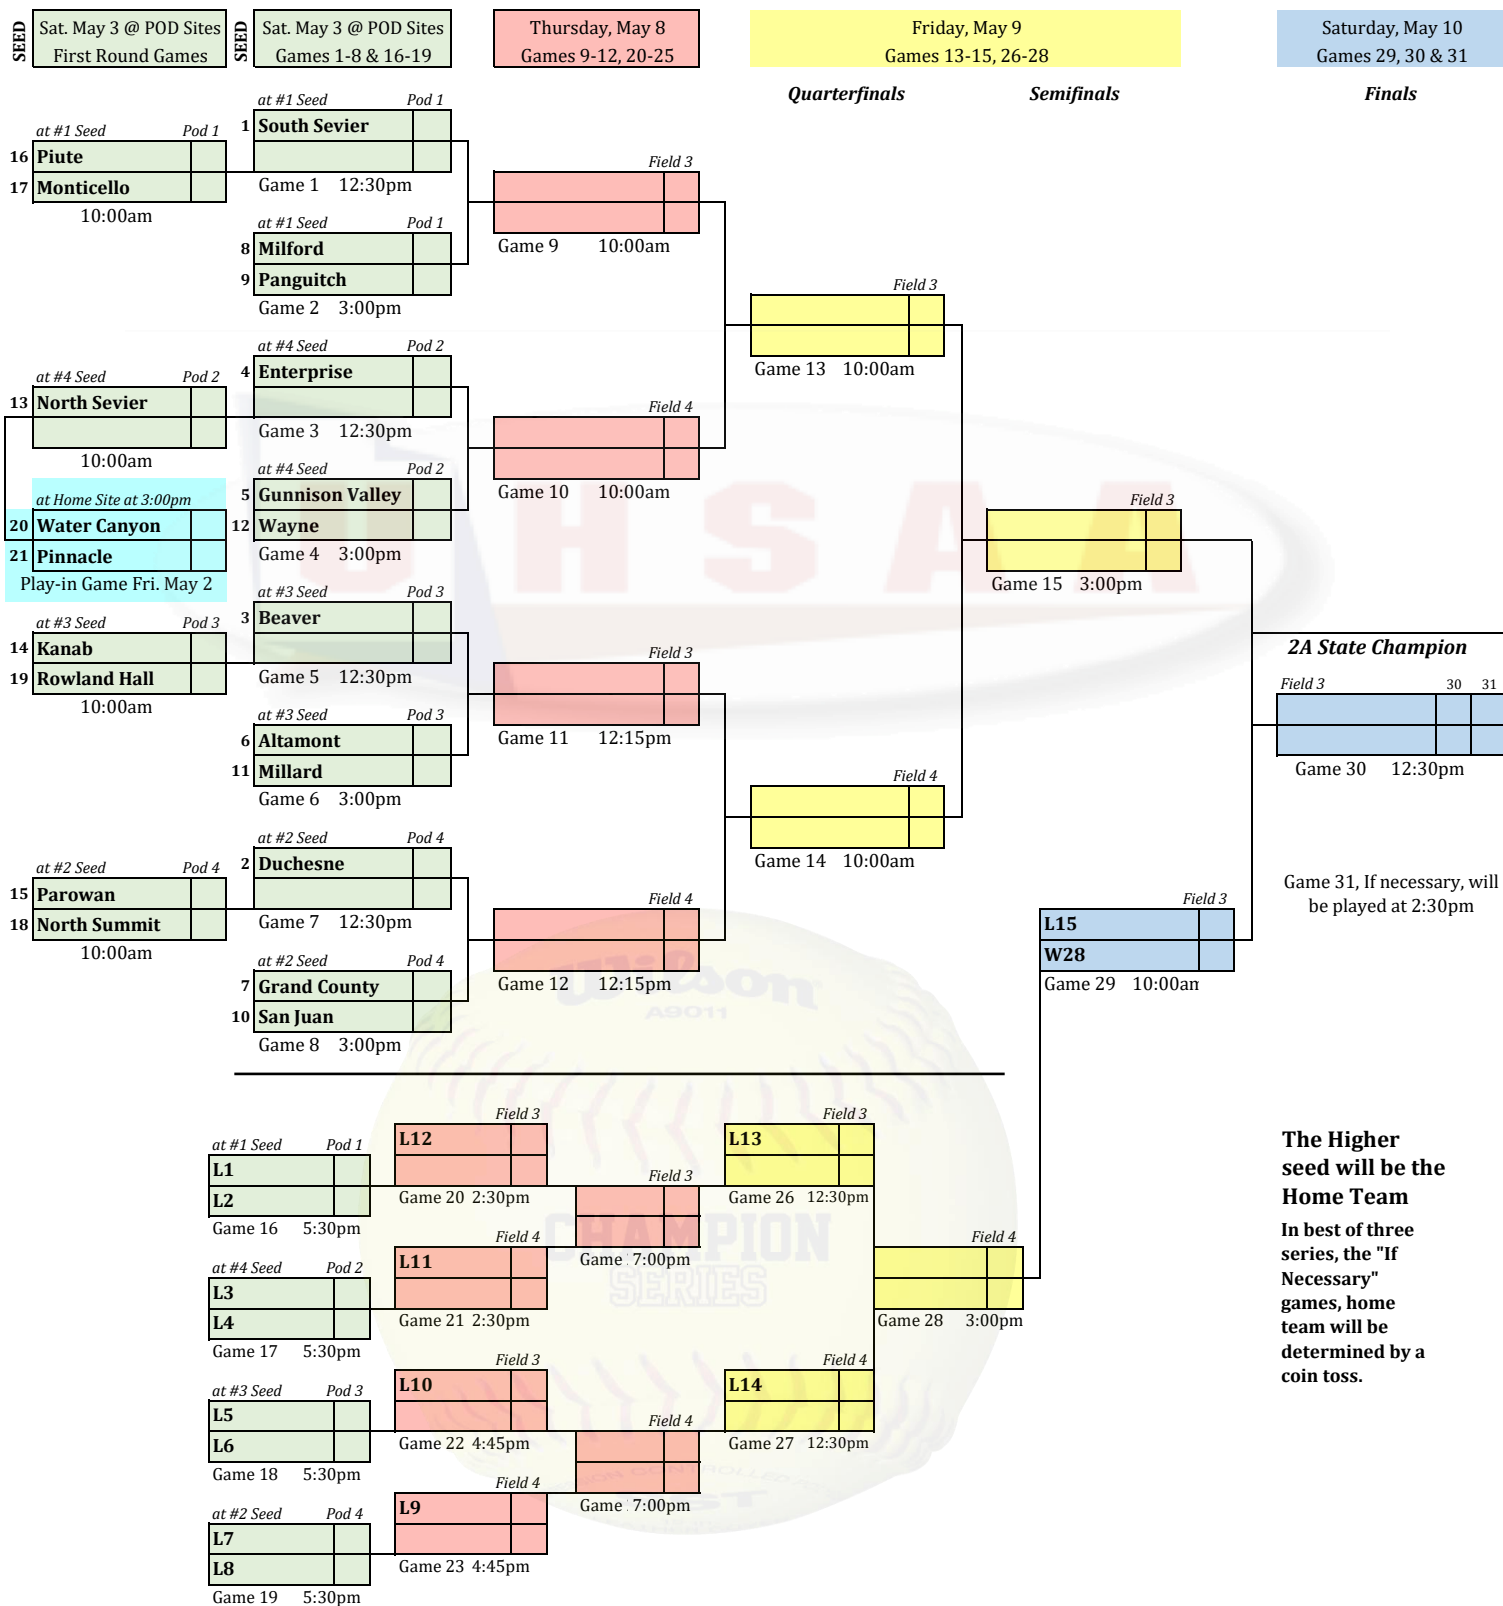 SEED
Sat. May 3 @ POD Sites
First Round Games
SEED
Sat. May 3 @ POD Sites
Games 1-8 & 16-19
Thursday, May 8
Games 9-12, 20-25
Friday, May 9
Games 13-15, 26-28
Saturday, May 10
Games 29, 30 & 31
Quarterfinals
Semifinals
Finals
at #1 Seed Pod 1
16 Piute
17 Monticello
10:00am
at #4 Seed Pod 2
13 North Sevier
10:00am
at Home Site at 3:00pm
20 Water Canyon
21 Pinnacle
Play-in Game Fri. May 2
at #3 Seed Pod 3
14 Kanab
19 Rowland Hall
10:00am
at #2 Seed Pod 4
15 Parowan
18 North Summit
10:00am
at #1 Seed Pod 1
1 South Sevier
Game 1 12:30pm
at #1 Seed Pod 1
8 Milford
9 Panguitch
Game 2 3:00pm
at #4 Seed Pod 2
4 Enterprise
Game 3 12:30pm
at #4 Seed Pod 2
5 Gunnison Valley
12 Wayne
Game 4 3:00pm
at #3 Seed Pod 3
3 Beaver
Game 5 12:30pm
at #3 Seed Pod 3
6 Altamont
11 Millard
Game 6 3:00pm
at #2 Seed Pod 4
2 Duchesne
Game 7 12:30pm
at #2 Seed Pod 4
7 Grand County
10 San Juan
Game 8 3:00pm
Field 3
Game 9 10:00am
Field 4
Game 10 10:00am
Field 3
Game 11 12:15pm
Field 4
Game 12 12:15pm
Field 3
Game 13 10:00am
Field 4
Game 14 10:00am
Field 3
Game 15 3:00pm
2A State Champion
Field 3 30 31
Game 30 12:30pm
Game 31, If necessary, will
be played at 2:30pm
Field 3
L15
W28
Game 29 10:00am
UHSAA
Wilson
A9011
CHAMPION
SERIES
at #1 Seed Pod 1
L1
L2
Game 16 5:30pm
at #4 Seed Pod 2
L3
L4
Game 17 5:30pm
at #3 Seed Pod 3
L5
L6
Game 18 5:30pm
at #2 Seed Pod 4
L7
L8
Game 19 5:30pm
Field 3
L12
Game 20 2:30pm
Field 4
L11
Game 21 2:30pm
Field 3
L10
Game 22 4:45pm
Field 4
L9
Game 23 4:45pm
Field 3
Game 7:00pm
Field 4
Game 7:00pm
Field 3
L13
Game 26 12:30pm
Field 4
L14
Game 27 12:30pm
Field 4
Game 28 3:00pm
The Higher
seed will be the
Home Team
In best of three
series, the "If
Necessary"
games, home
team will be
determined by a
coin toss.